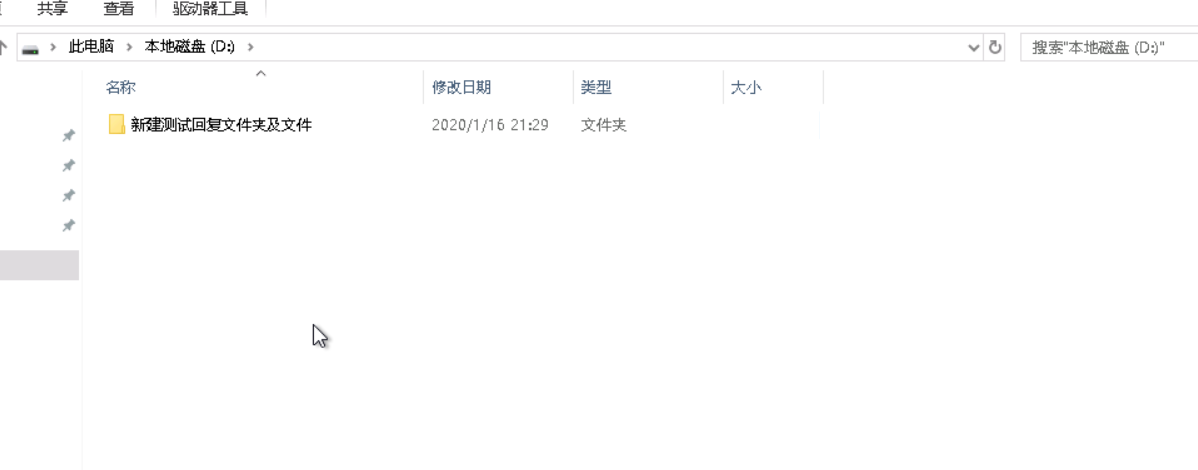 共享 查看 驱动器工具
此电脑 本地磁盘 (D:) 搜索"本地磁盘 (D:)"
名称 修改日期 类型 大小
新建测试回复文件夹及文件 2020/1/16 21:29 文件夹